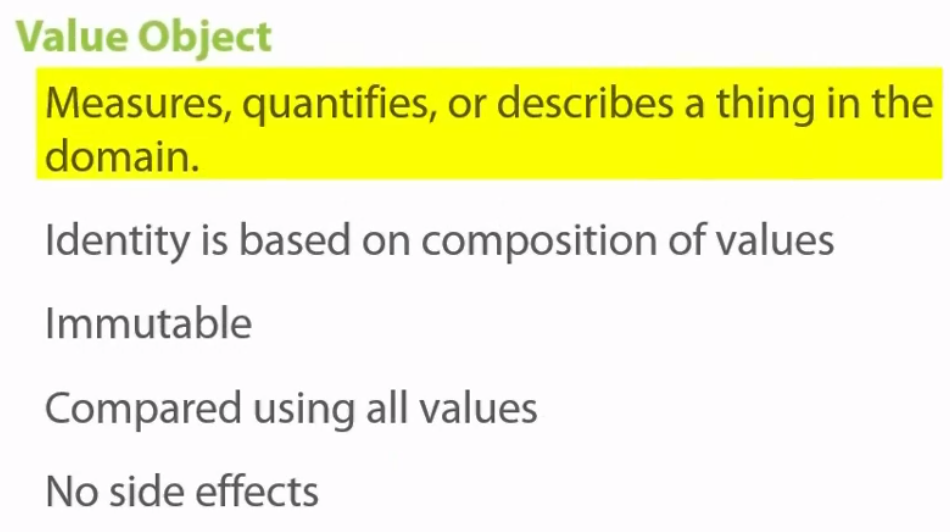 Value Object
Measures, quantifies, or describes a thing in the
domain.
Identity is based on composition of values
Immutable
Compared using all values
No side effects